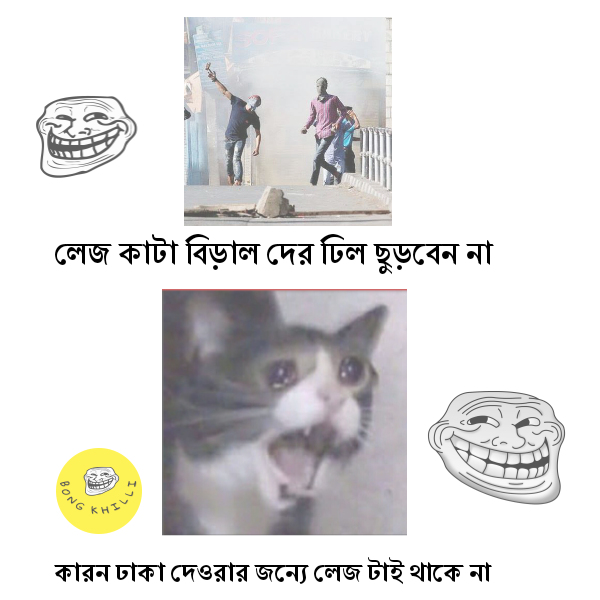 লেজ কাটা বিড়াল দের ঢিল ছুড়বেন না
BONG KHILLI
কারন ঢাকা দেওরার জন্যে লেজ টাই থাকে না